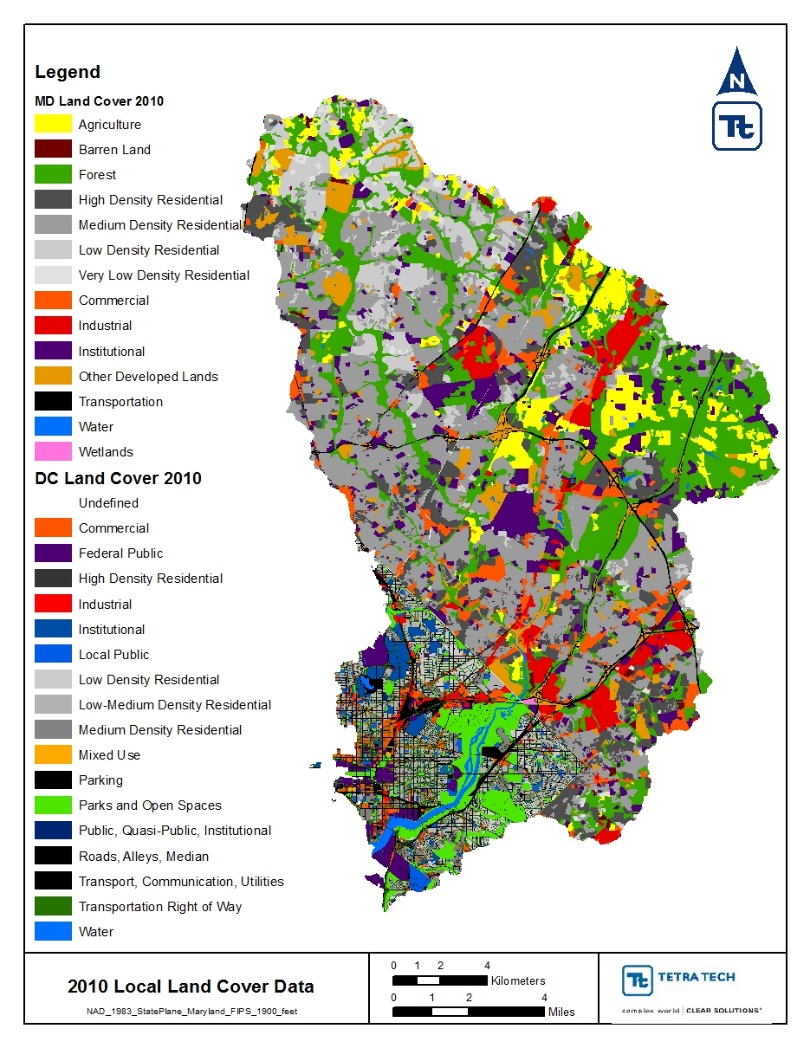 Legend
MD Land Cover 2010
Agriculture
Barren Land
Forest
High Density Residential
Medium Density Residential
Low Density Residential
Very Low Density Residential
Commercial
Industrial
Institutional
Other Developed Lands
Transportation
Water
Wetlands
DC Land Cover 2010
Undefined
Commercial
Federal Public
High Density Residential
Industrial
Institutional
Local Public
Low Density Residential
Low-Medium Density Residential
Medium Density Residential
Mixed Use
Parking
Parks and Open Spaces
Public, Quasi-Public, Institutional
Roads, Alleys, Median
Transport, Communication, Utilities
Transportation Right of Way
Water
N
Tt
2010 Local Land Cover Data
NAD_1983_StatePlane_Maryland_FIPS_1900_feet
0 1 2 4
Kilometers
0 1 2 4
Miles
Tt TETRA TECH
complex world | CLEAR SOLUTIONS™